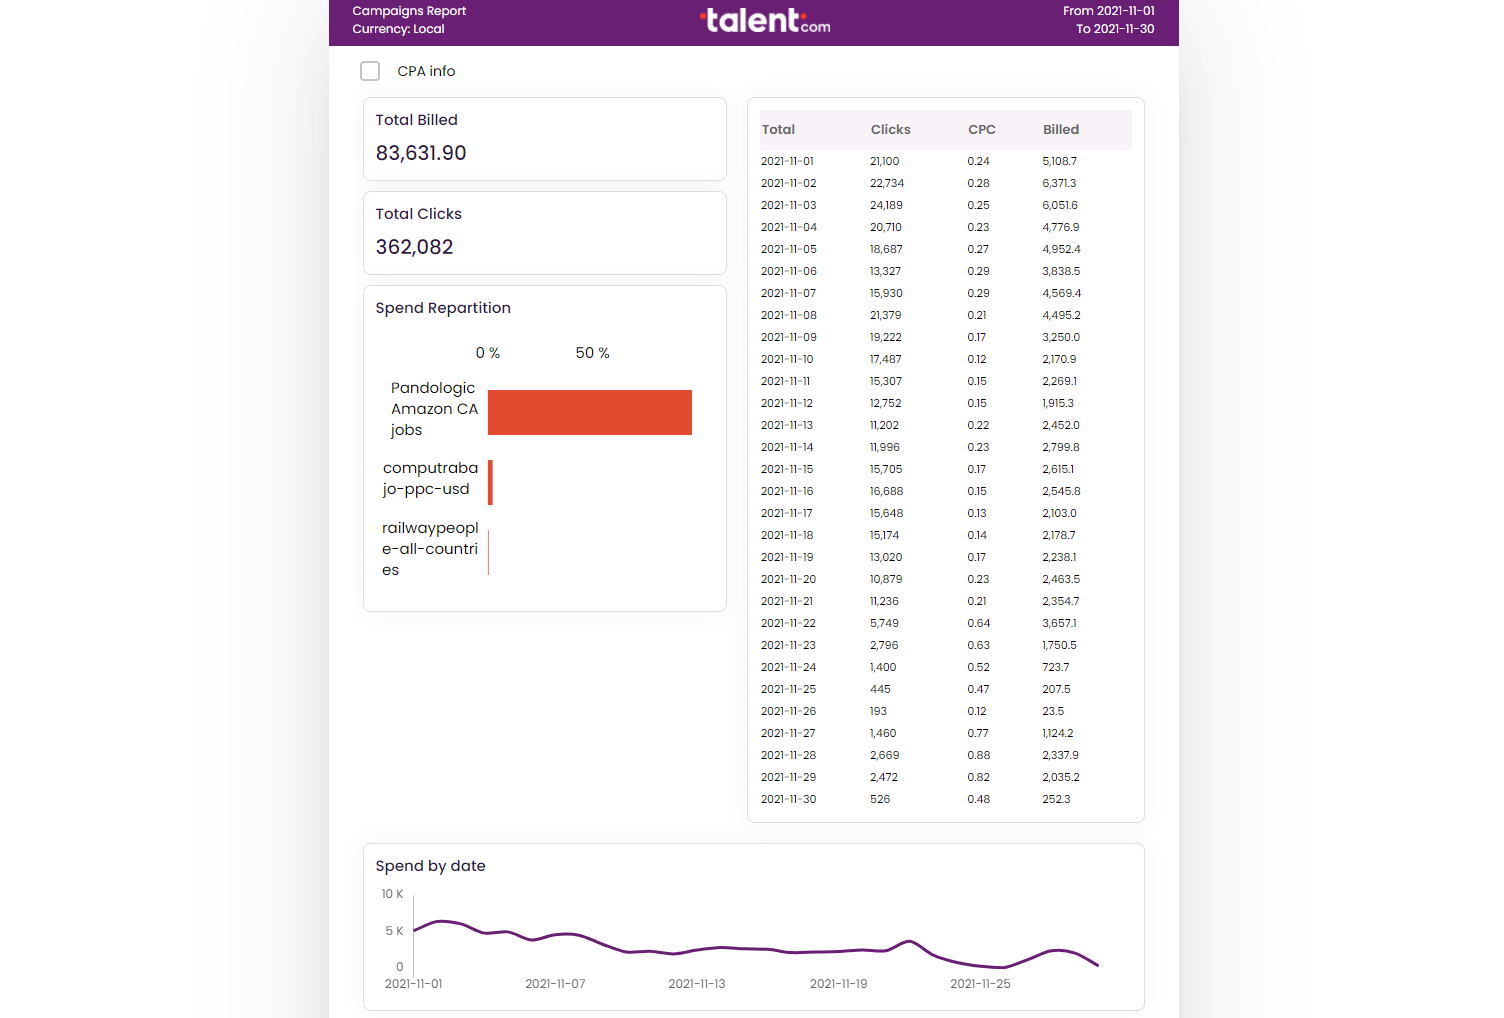 Campaigns Report
Currency: Local
talent.com
From 2021-11-01
To 2021-11-30
CPA info
Total Billed
83,631.90
Total Clicks
362,082
Spend Repartition
0 %
50 %
Pandologic
Amazon CA
jobs
computraba
jo-ppc-usd
railwaypeopl
e-all-countri
es
Total Clicks CPC Billed
2021-11-01 21,100 0.24 5,108.7
2021-11-02 22,734 0.28 6,371.3
2021-11-03 24,189 0.25 6,051.6
2021-11-04 20,710 0.23 4,776.9
2021-11-05 18,687 0.27 4,952.4
2021-11-06 13,327 0.29 3,838.5
2021-11-07 15,930 0.29 4,569.4
2021-11-08 21,379 0.21 4,495.2
2021-11-09 19,222 0.17 3,250.0
2021-11-10 17,487 0.12 2,170.9
2021-11-11 15,307 0.15 2,269.1
2021-11-12 12,752 0.15 1,915.3
2021-11-13 11,202 0.22 2,452.0
2021-11-14 11,996 0.23 2,799.8
2021-11-15 15,705 0.17 2,615.1
2021-11-16 16,688 0.15 2,545.8
2021-11-17 15,648 0.13 2,103.0
2021-11-18 15,174 0.14 2,178.7
2021-11-19 13,020 0.17 2,238.1
2021-11-20 10,879 0.23 2,463.5
2021-11-21 11,236 0.21 2,354.7
2021-11-22 5,749 0.64 3,657.1
2021-11-23 2,796 0.63 1,750.5
2021-11-24 1,400 0.52 723.7
2021-11-25 445 0.47 207.5
2021-11-26 193 0.12 23.5
2021-11-27 1,460 0.77 1,124.2
2021-11-28 2,669 0.88 2,337.9
2021-11-29 2,472 0.82 2,035.2
2021-11-30 526 0.48 252.3
Spend by date
10 K
5 K
0
2021-11-01 2021-11-07 2021-11-13 2021-11-19 2021-11-25